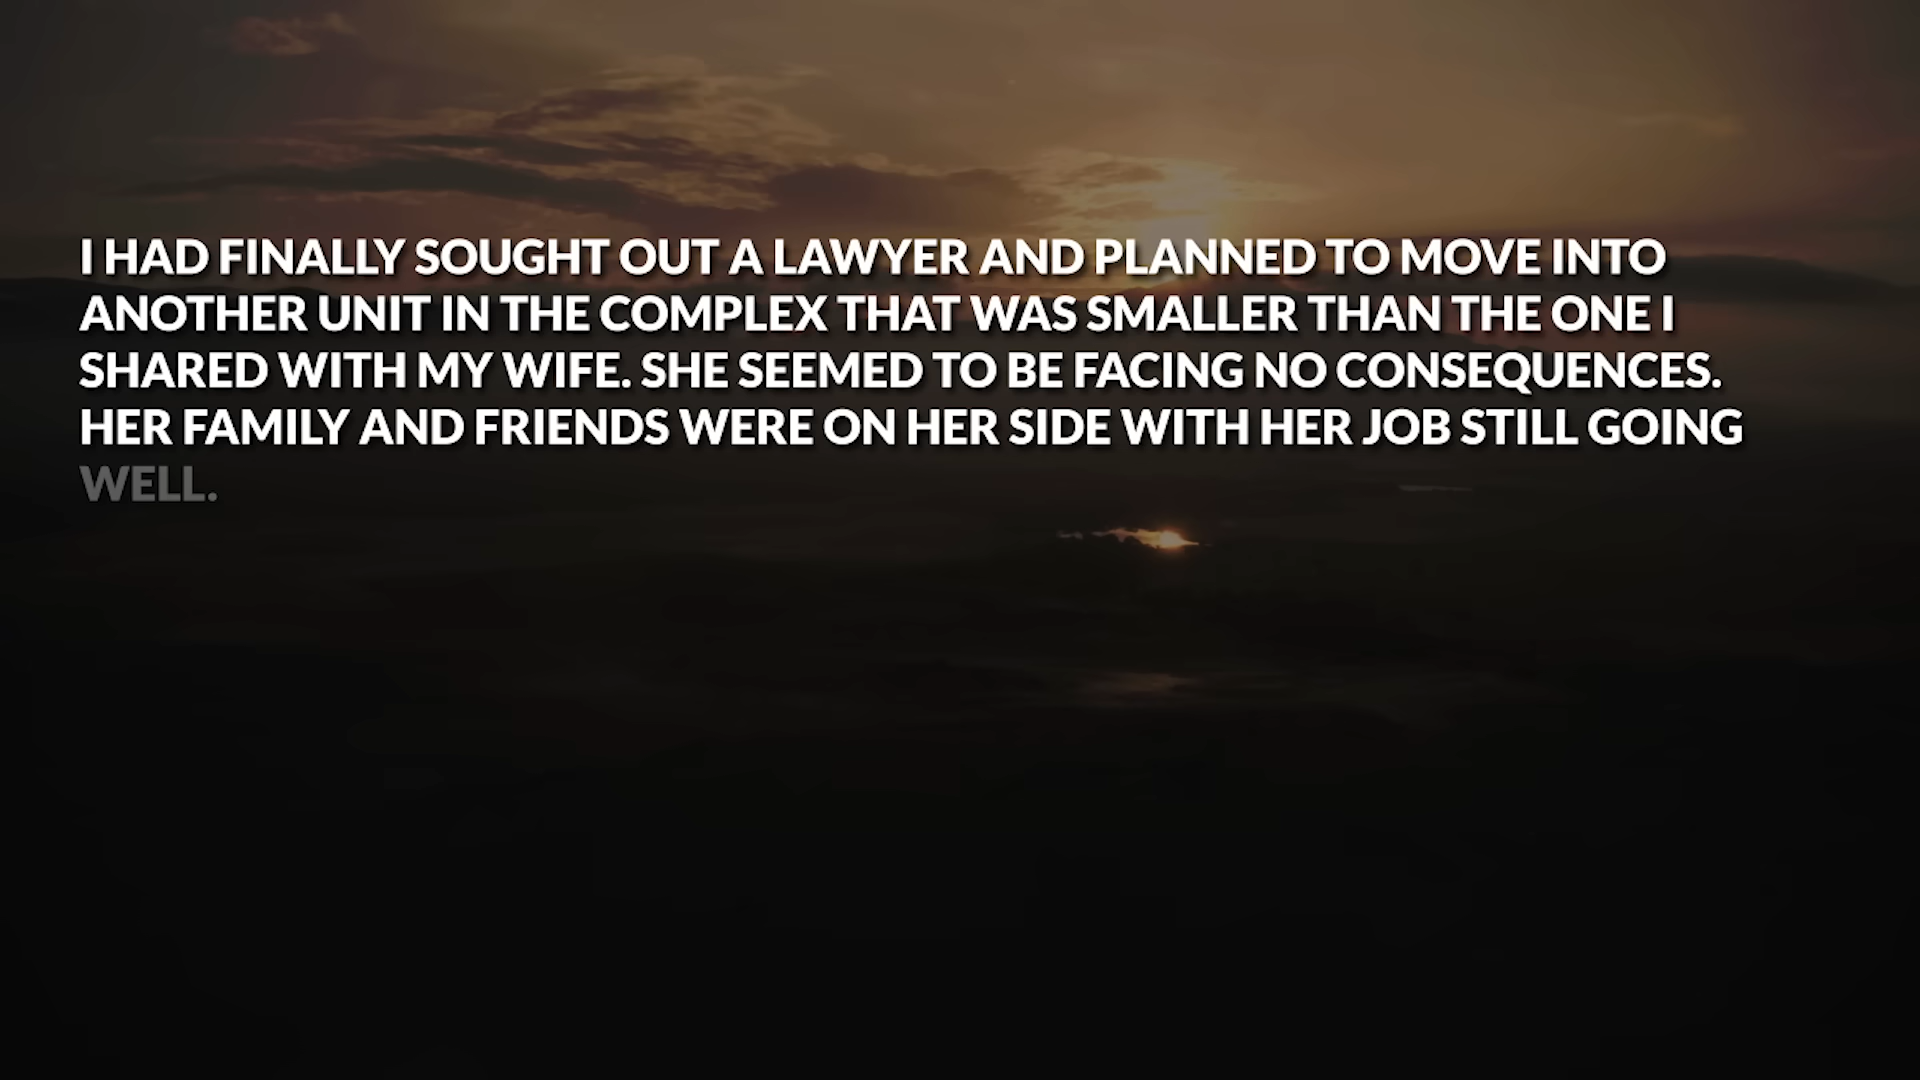 I HAD FINALLY SOUGHT OUT A LAWYER AND PLANNED TO MOVE INTO
ANOTHER UNIT IN THE COMPLEX THAT WAS SMALLER THAN THE ONE I
SHARED WITH MY WIFE. SHE SEEMED TO BE FACING NO CONSEQUENCES.
HER FAMILY AND FRIENDS WERE ON HER SIDE WITH HER JOB STILL GOING
WELL.